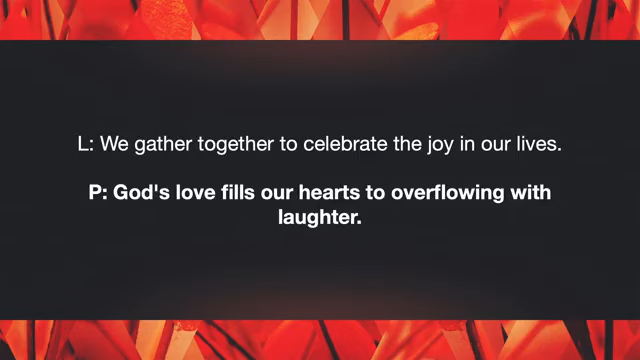 L: We gather together to celebrate the joy in our lives.
P: God's love fills our hearts to overflowing with
laughter.